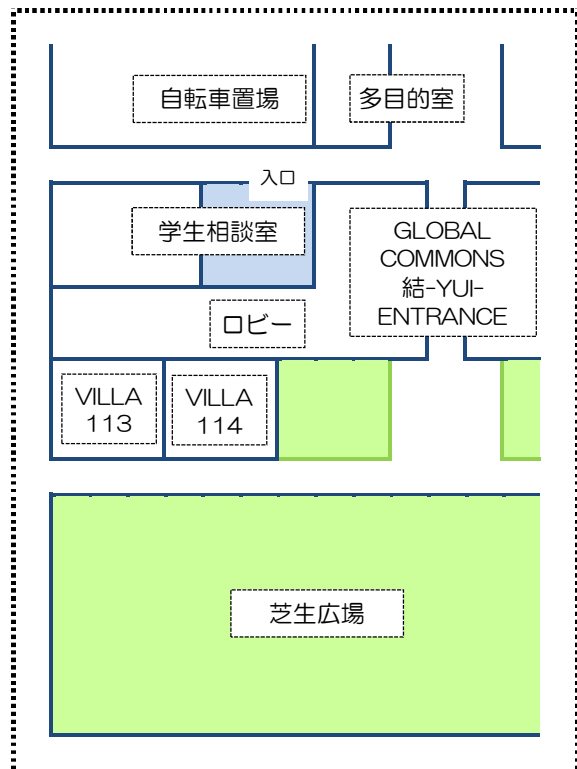 自転車置場
多目的室
入口
学生相談室
GLOBAL
COMMONS
結-YUI-
ENTRANCE
ロビー
VILLA
113
VILLA
114
芝生広場